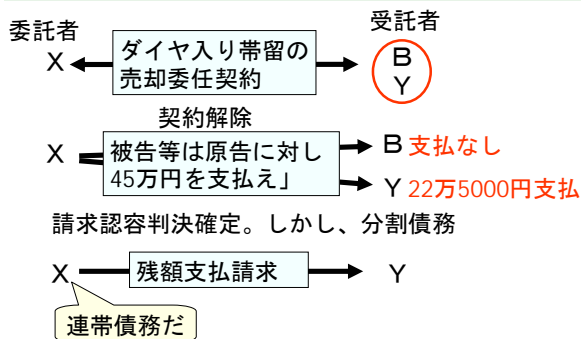 委託者
受託者
X
ダイヤ入り帯留の
売却委任契約
B
Y
契約解除
X
被告等は原告に対し
45万円を支払え」
B 支払なし
Y 22万5000円支払
請求認容判決確定。しかし、分割債務
X
残額支払請求
Y
連帯債務だ